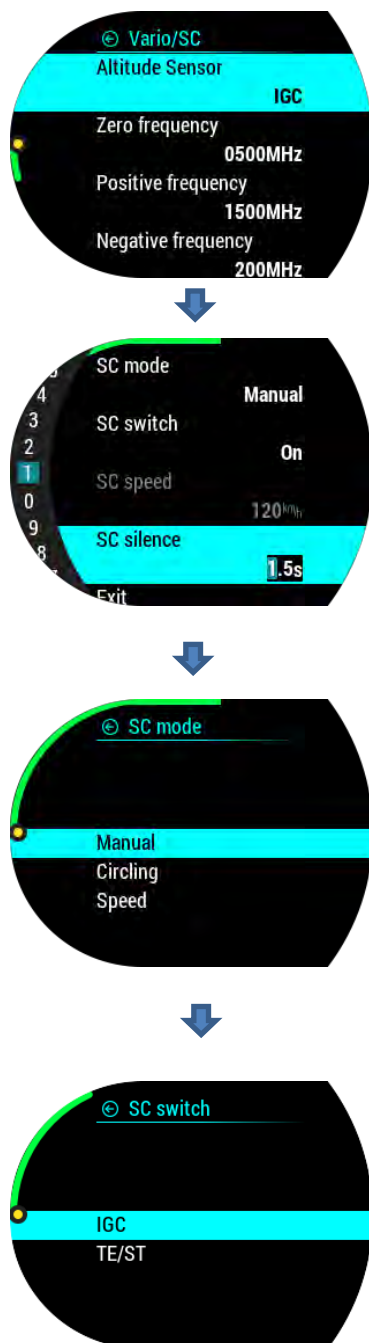 Vario/SC
Altitude Sensor
IGC
Zero frequency
0500MHz
Positive frequency
1500MHz
Negative frequency
200MHz
4
3
2
1
0
9
8
SC mode
Manual
SC switch
On
SC speed
120km/h
SC silence
1.5s
Exit
SC mode
Manual
Circling
Speed
SC switch
IGC
TE/ST